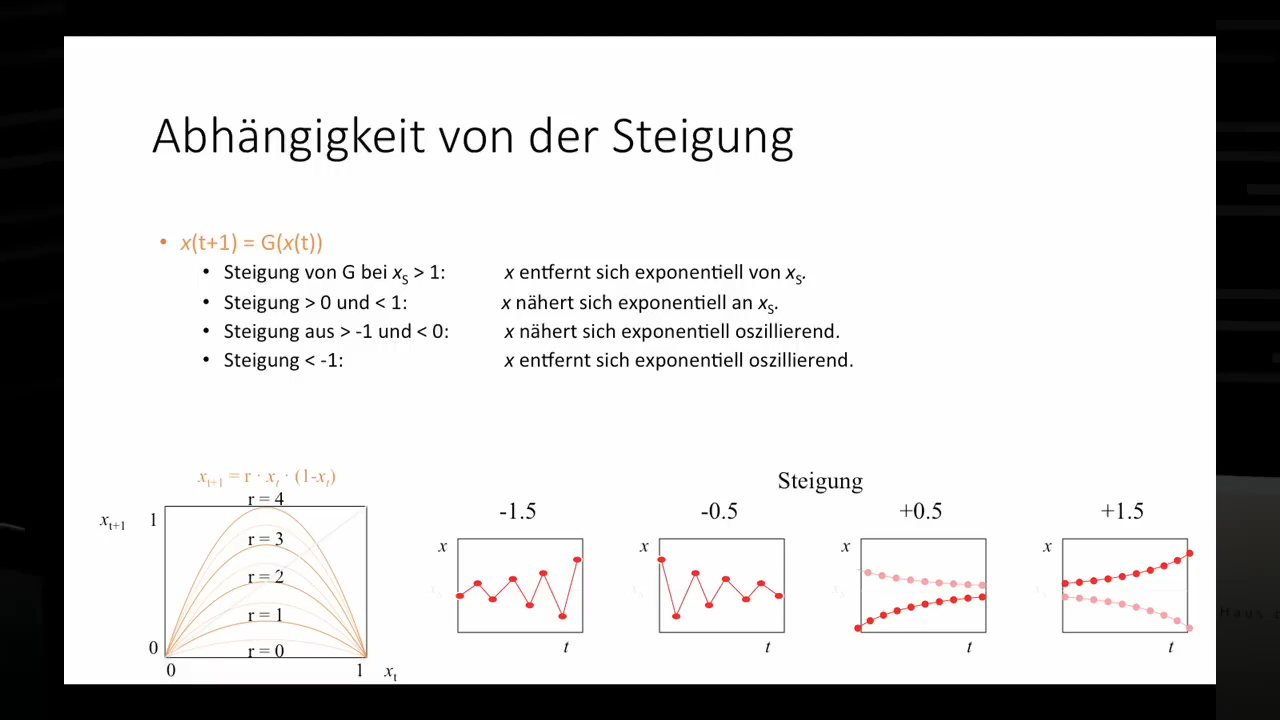 Abhängigkeit von der Steigung
• x(t+1) = G(x(t))
• Steigung von G bei xS > 1: x entfernt sich exponentiell von xS.
• Steigung > 0 und < 1: x nähert sich exponentiell an xS.
• Steigung aus > -1 und < 0: x nähert sich exponentiell oszillierend.
• Steigung < -1: x entfernt sich exponentiell oszillierend.
xt+1 = r · xt · (1-xt)
r = 4
xt+1
1
r = 3
r = 2
r = 1
r = 0
0
0
1
xt
Steigung
-1.5
-0.5
+0.5
+1.5
x
x
x
x
t
t
t
t
Haus